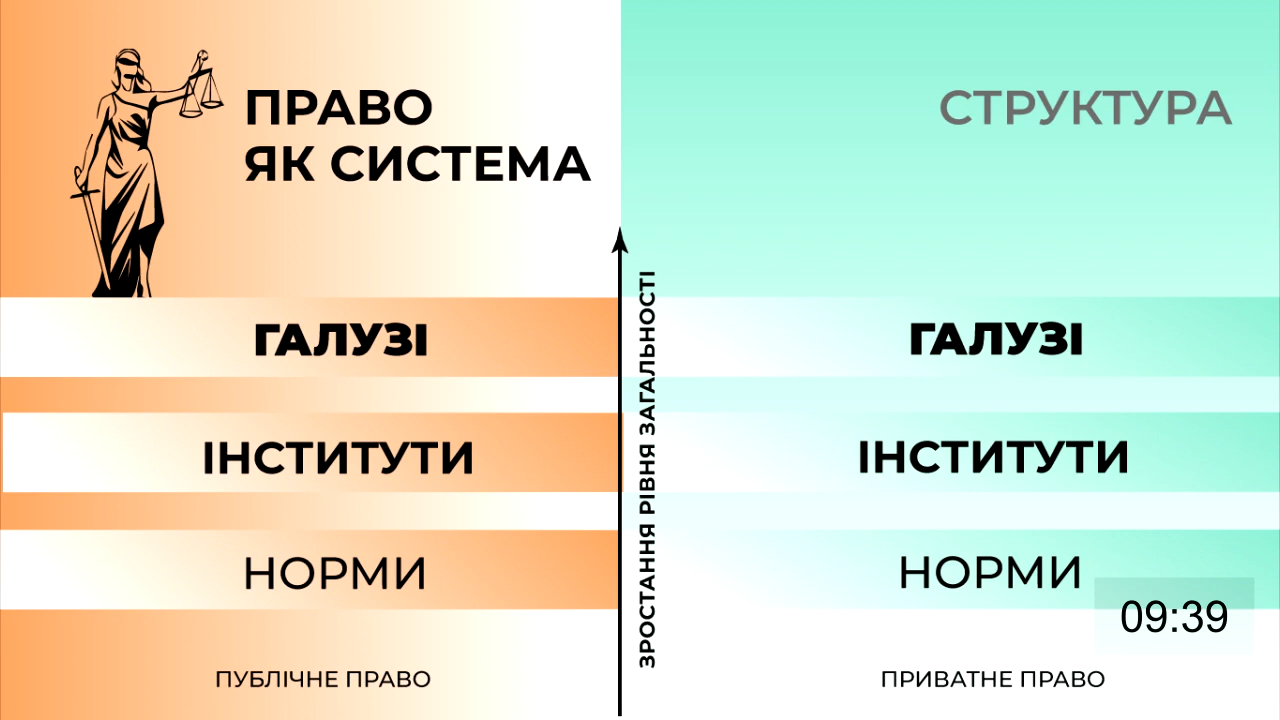 ПРАВО
ЯК СИСТЕМА
СТРУКТУРА
ГАЛУЗІ
ІНСТИТУТИ
НОРМИ
ПУБЛІЧНЕ ПРАВО
ЗРОСТАННЯ РІВНЯ ЗАГАЛЬНОСТІ
ГАЛУЗІ
ІНСТИТУТИ
НОРМИ
09:39
ПРИВАТНЕ ПРАВО